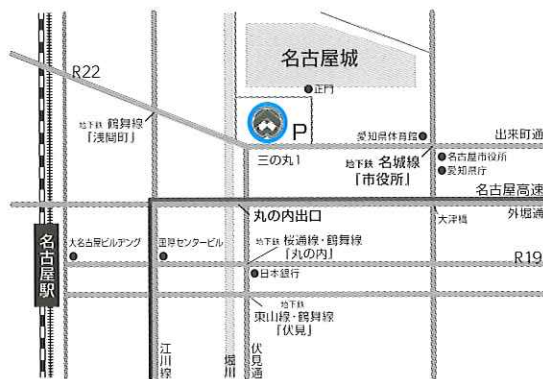 名古屋城
正門
R22
P
地下鉄 鶴舞線
『浅間町』
愛知県体育館
出来町通
三の丸1
地下鉄 名城線
『市役所』
名古屋市役所
愛知県庁
名古屋高速
丸の内出口
大津橋
外堀通
名古屋駅
大名古屋ビルヂング
国際センタービル
地下鉄 桜通線・鶴舞線
『丸の内』
R19
日本銀行
地下鉄
東山線・鶴舞線
『伏見』
江川線
堀川
伏見通